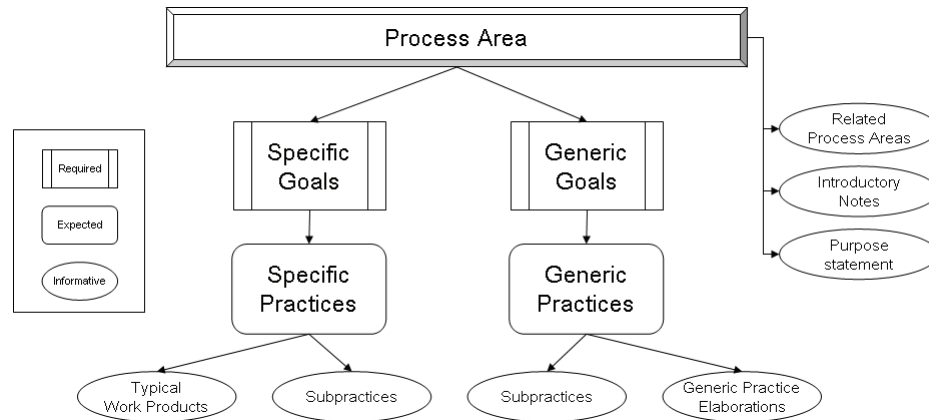 Process Area
Related
Process Areas
Introductory
Notes
Purpose
statement
Required
Expected
Informative
Specific
Goals
Generic
Goals
Specific
Practices
Generic
Practices
Typical
Work Products
Subpractices
Subpractices
Generic Practice
Elaborations